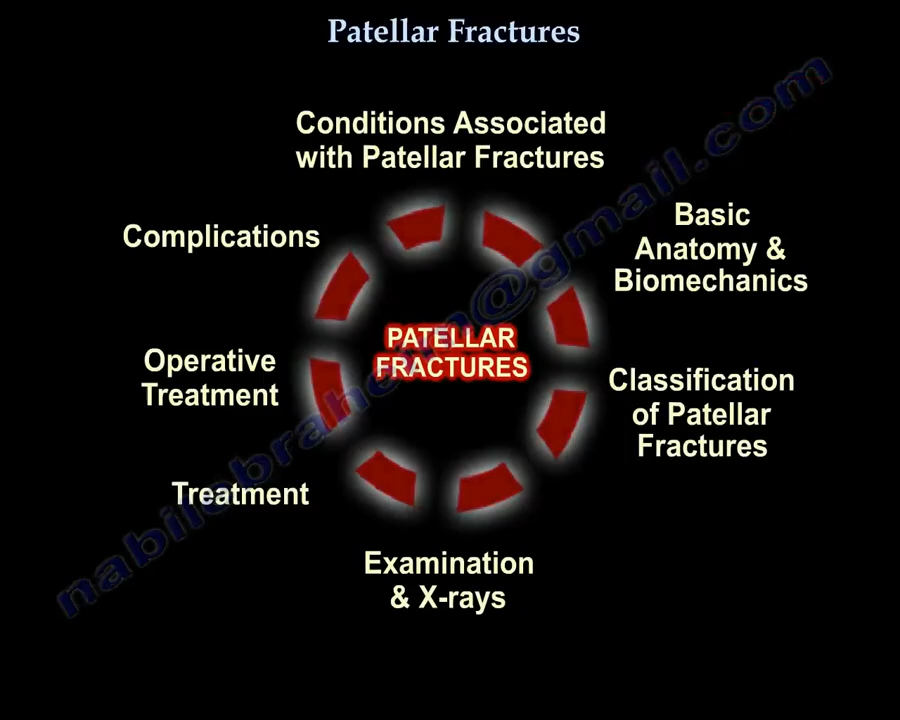 Patellar Fractures
Conditions Associated
with Patellar Fractures
Basic
Anatomy &
Biomechanics
Complications
PATELLAR
FRACTURES
Operative
Treatment
Classification
of Patellar
Fractures
Treatment
Examination
& X-rays
nabilebraheim@gmail.com